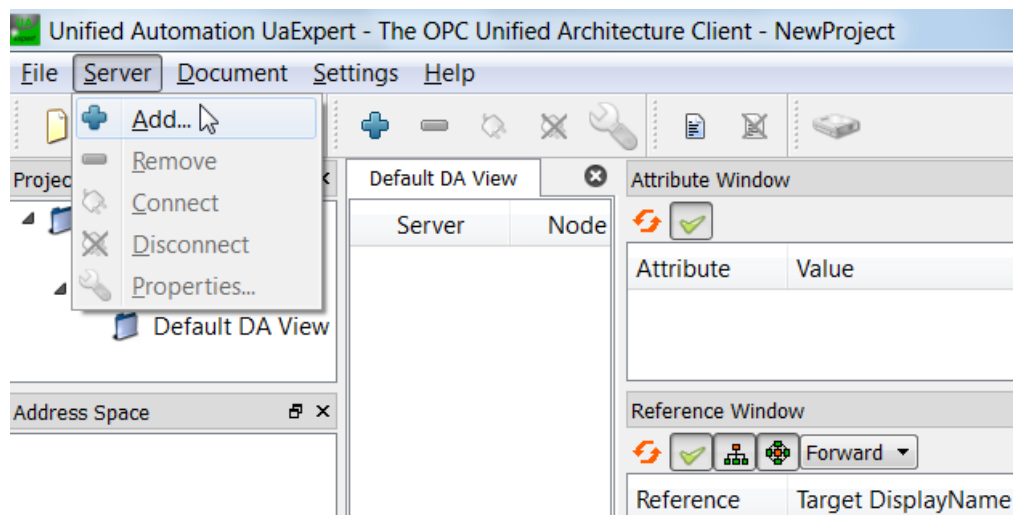 Unified Automation UaExpert - The OPC Unified Architecture Client - NewProject
File Server Document Settings Help
Add...
Remove
Connect
Disconnect
Properties...
Projec
Default DA View
Default DA View
Server Node
Attribute Window
Attribute Value
Address Space
Reference Window
Forward
Reference Target DisplayName